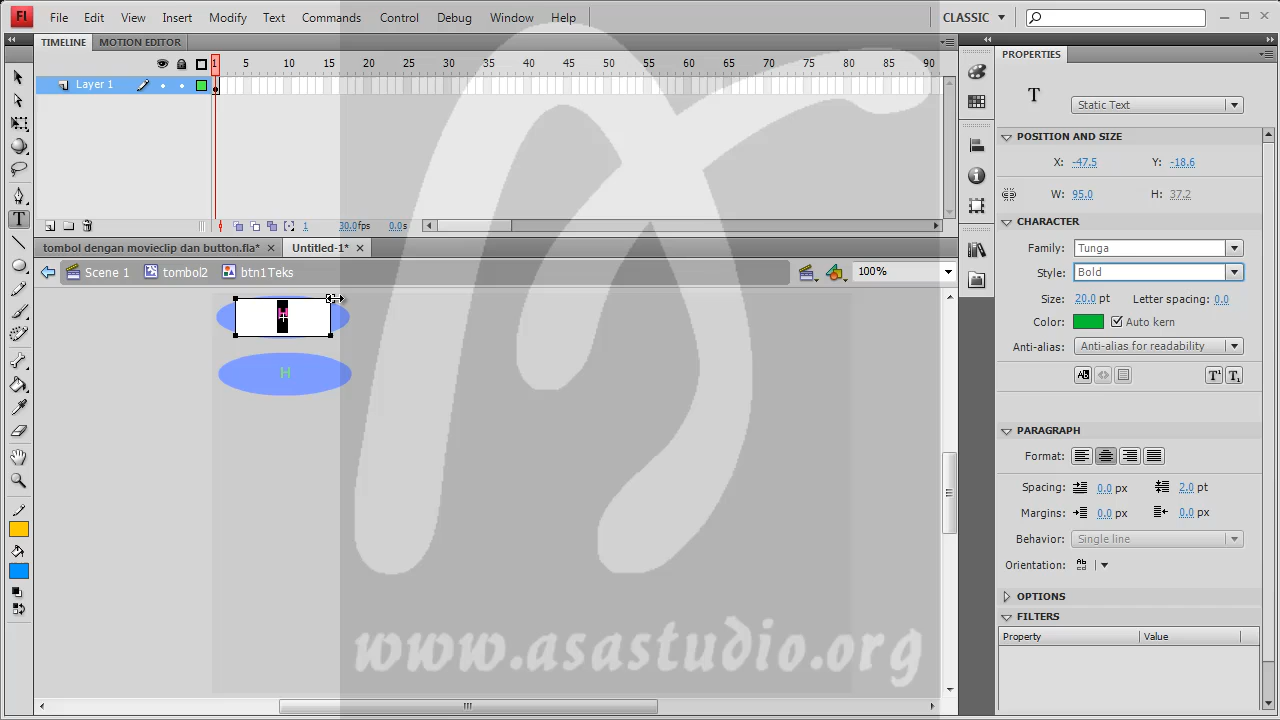 Fl File Edit View Insert Modify Text Commands Control Debug Window Help CLASSIC
TIMELINE MOTION EDITOR
1 5 10 15 20 25 30 35 40 45 50 55 60 65 70 75 80 85 90
Layer 1
1 30.0fps 0.0s
tombol dengan movieclip dan button.fla* Untitled-1*
Scene 1 tombol2 btn1Teks 100%
H
H
www.asastudio.org
PROPERTIES
T Static Text
POSITION AND SIZE
X: -47.5 Y: -18.6
W: 95.0 H: 37.2
CHARACTER
Family: Tunga
Style: Bold
Size: 20.0 pt Letter spacing: 0.0
Color: Auto kern
Anti-alias: Anti-alias for readability
PARAGRAPH
Format:
Spacing: 0.0 px 2.0 pt
Margins: 0.0 px 0.0 px
Behavior: Single line
Orientation:
OPTIONS
FILTERS
Property Value